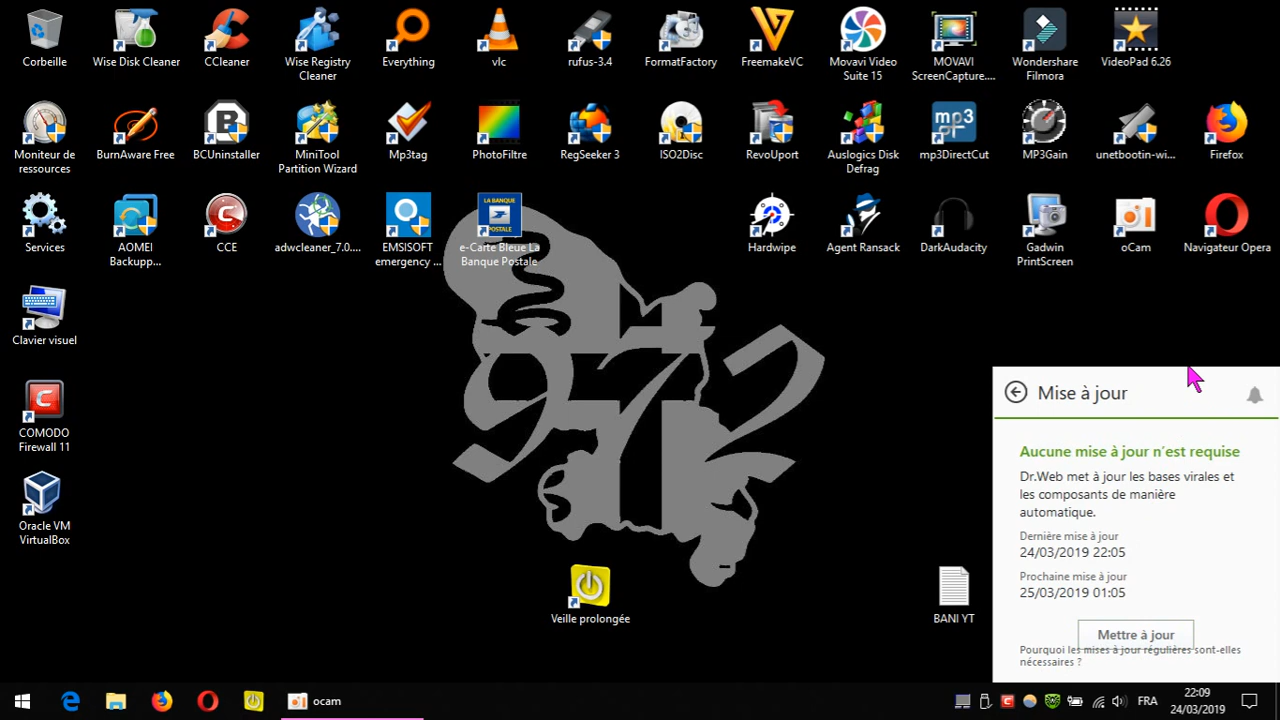 Corbeille
Wise Disk Cleaner
CCleaner
Wise Registry
Cleaner
Everything
vlc
rufus-3.4
FormatFactory
FreemakeVC
Movavi Video
Suite 15
MOVAVI
ScreenCapture....
Wondershare
Filmora
VideoPad 6.26
Moniteur de
ressources
BurnAware Free
BCUninstaller
MiniTool
Partition Wizard
Mp3tag
PhotoFiltre
RegSeeker 3
ISO2Disc
RevoUport
Auslogics Disk
Defrag
mp3
mp3DirectCut
MP3Gain
unetbootin-wi...
Firefox
Services
AOMEI
Backupp...
CCE
adwcleaner_7.0....
EMSISOFT
emergency ...
LA BANQUE
POSTALE
e-Carte Bleue La
Banque Postale
Hardwipe
Agent Ransack
DarkAudacity
Gadwin
PrintScreen
oCam
Navigateur Opera
Clavier visuel
COMODO
Firewall 11
Oracle VM
VirtualBox
972
Veille prolongée
BANI YT
Mise à jour
Aucune mise à jour n'est requise
Dr.Web met à jour les bases virales et
les composants de manière
automatique.
Dernière mise à jour
24/03/2019 22:05
Prochaine mise à jour
25/03/2019 01:05
Mettre à jour
Pourquoi les mises à jour régulières sont-elles
nécessaires ?
ocam
FRA
22:09
24/03/2019